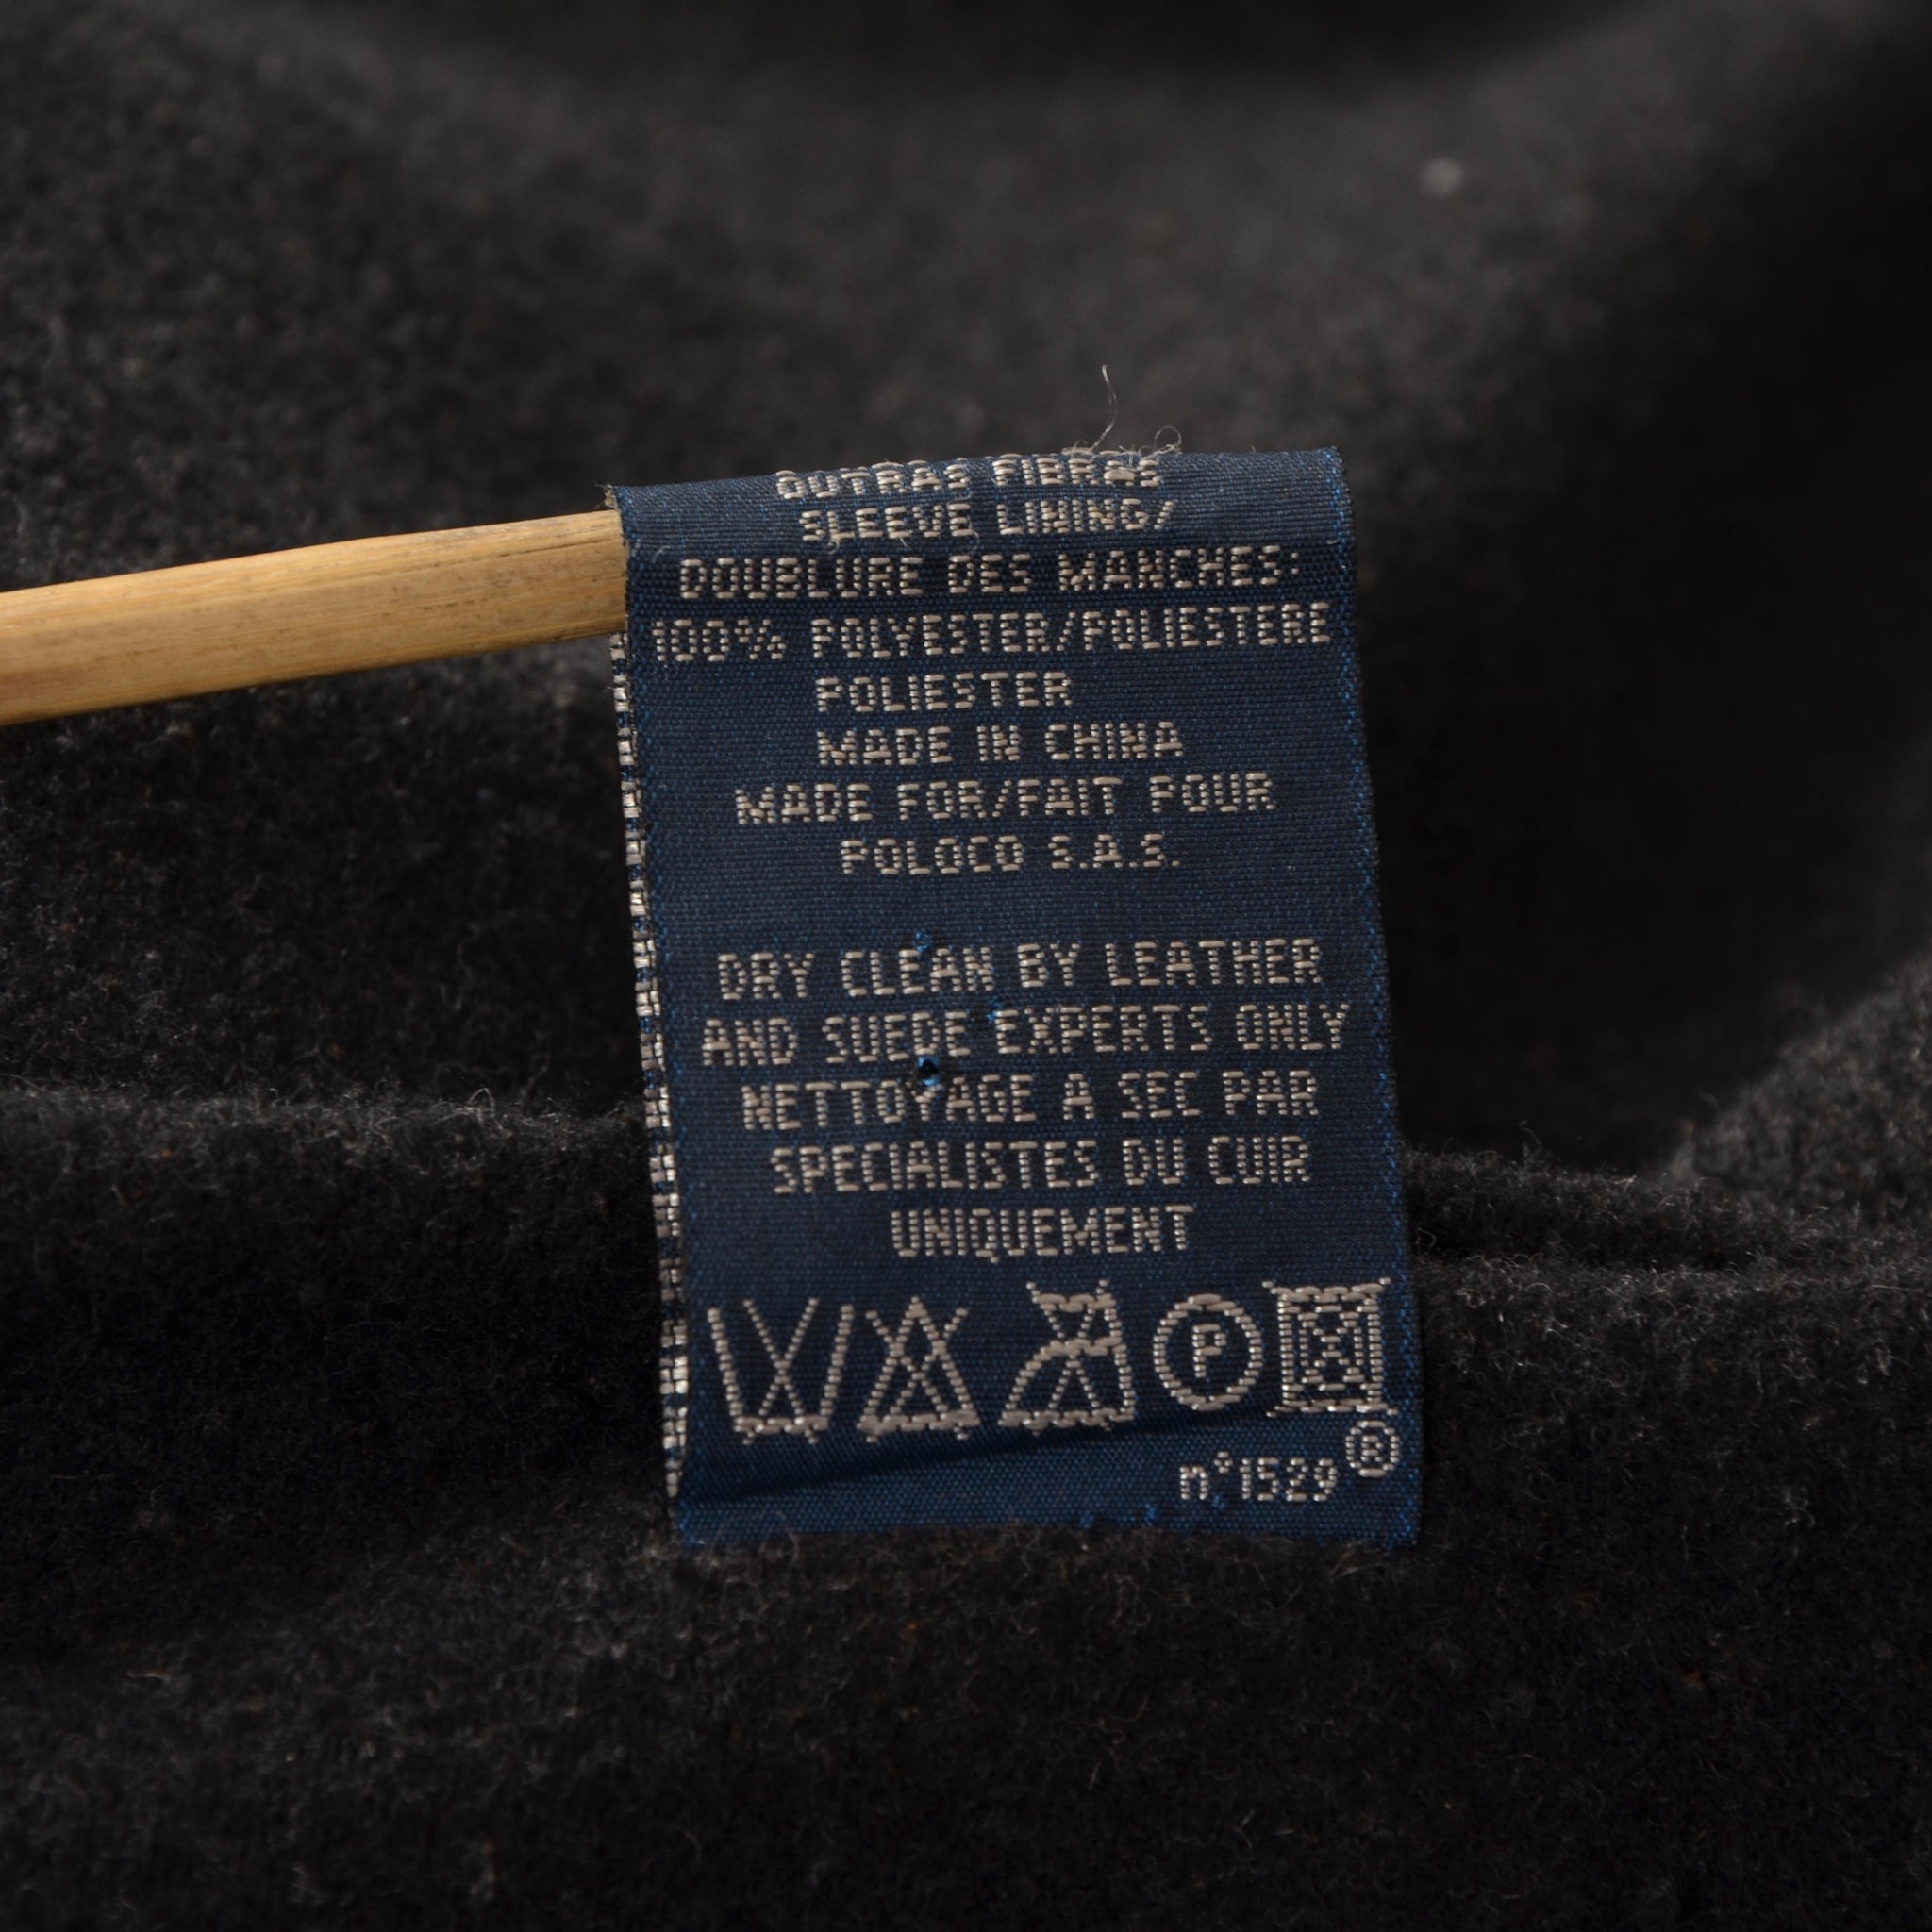 OUTRAS FIBRAS
SLEEVE LINING/
DOUBLURE DES MANCHES:
100% POLYESTER/POLIESTERE
POLIESTER
MADE IN CHINA
MADE FOR/FAIT POUR
POLOCO S.A.S.
DRY CLEAN BY LEATHER
AND SUEDE EXPERTS ONLY
NETTOYAGE A SEC PAR
SPECIALISTES DU CUIR
UNIQUEMENT
P
n°1529 ®